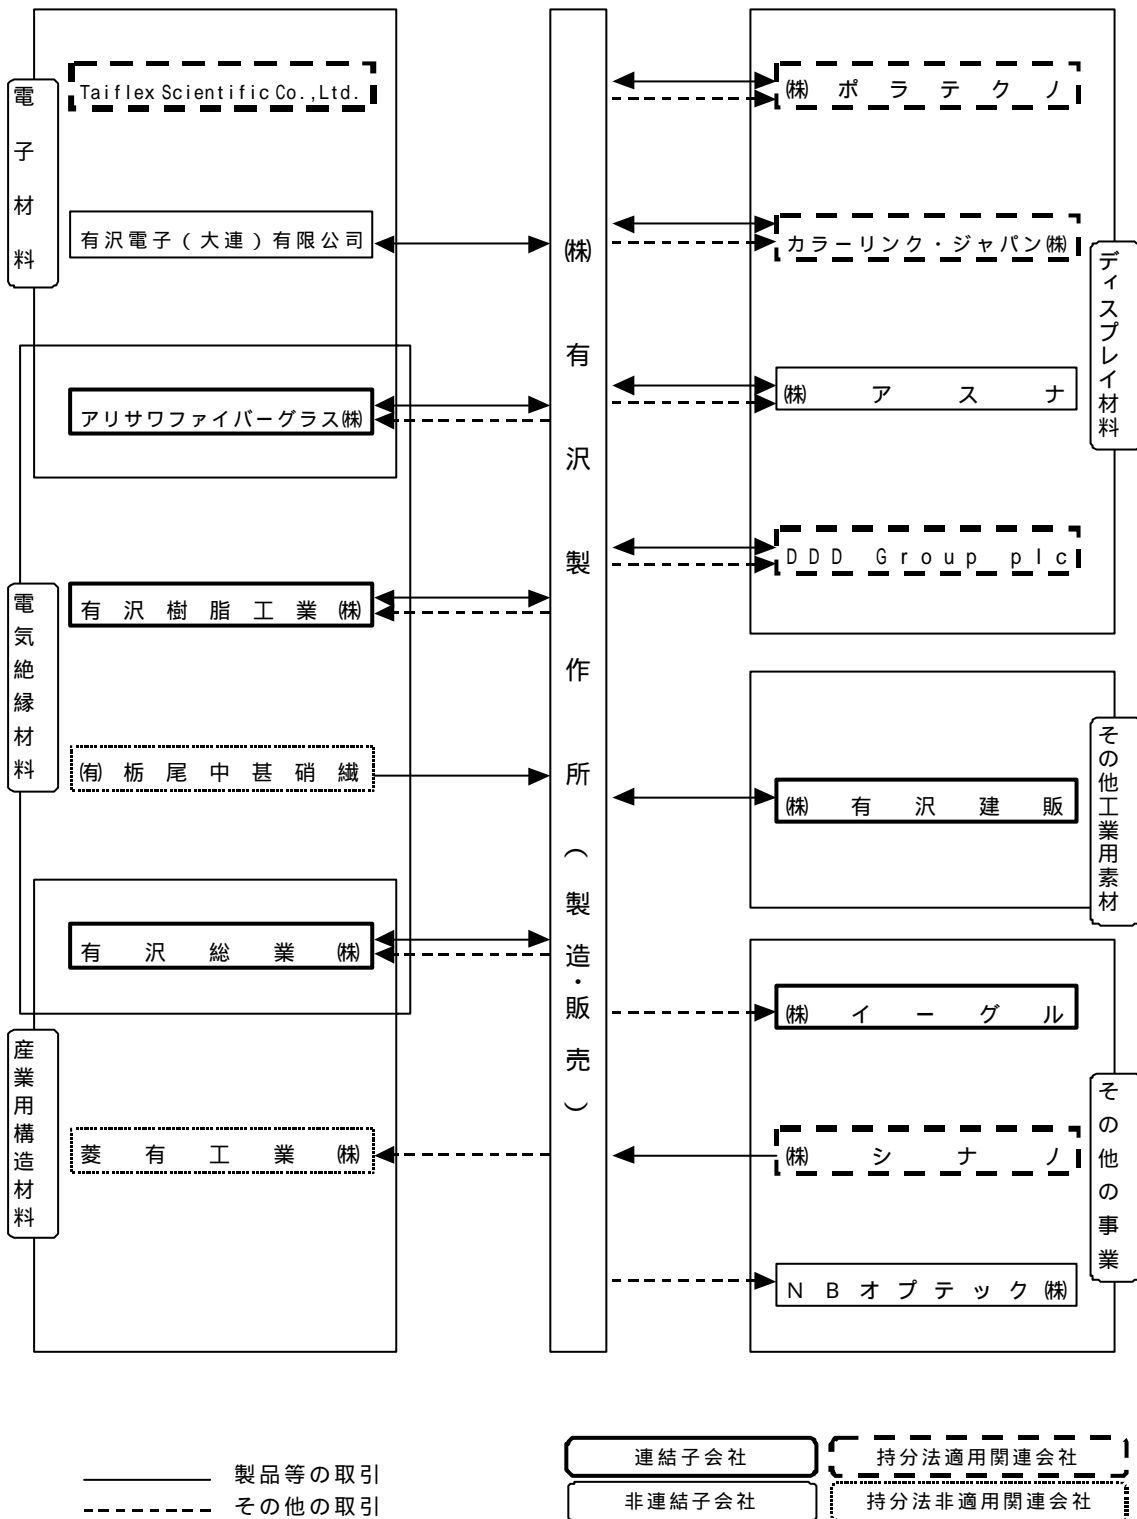 電子材料
Taiflex Scientific Co.,Ltd.
有沢電子(大連)有限公司
アリサワファイバーグラス㈱
電気絶縁材料
有沢樹脂工業㈱
㈲栃尾中甚硝繊
有沢総業㈱
産業用構造材料
菱有工業㈱
㈱有沢製作所(製造・販売)
㈱ポラテクノ
カラーリンク・ジャパン㈱
ディスプレイ材料
㈱アスナ
DDD Group plc
その他工業用素材
㈱有沢建販
㈱イーグル
その他の事業
㈱シナノ
NBオプテック㈱
製品等の取引
その他の取引
連結子会社
持分法適用関連会社
非連結子会社
持分法非適用関連会社